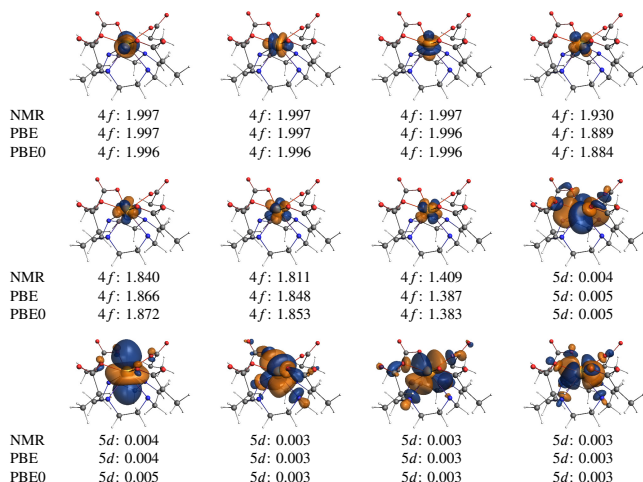 NMR 4f: 1.997 4f: 1.997 4f: 1.997 4f: 1.930
PBE 4f: 1.997 4f: 1.997 4f: 1.996 4f: 1.889
PBE0 4f: 1.996 4f: 1.996 4f: 1.996 4f: 1.884
NMR 4f: 1.840 4f: 1.811 4f: 1.409 5d: 0.004
PBE 4f: 1.866 4f: 1.848 4f: 1.387 5d: 0.005
PBE0 4f: 1.872 4f: 1.853 4f: 1.383 5d: 0.005
NMR 5d: 0.004 5d: 0.003 5d: 0.003 5d: 0.003
PBE 5d: 0.004 5d: 0.003 5d: 0.003 5d: 0.003
PBE0 5d: 0.005 5d: 0.003 5d: 0.003 5d: 0.003